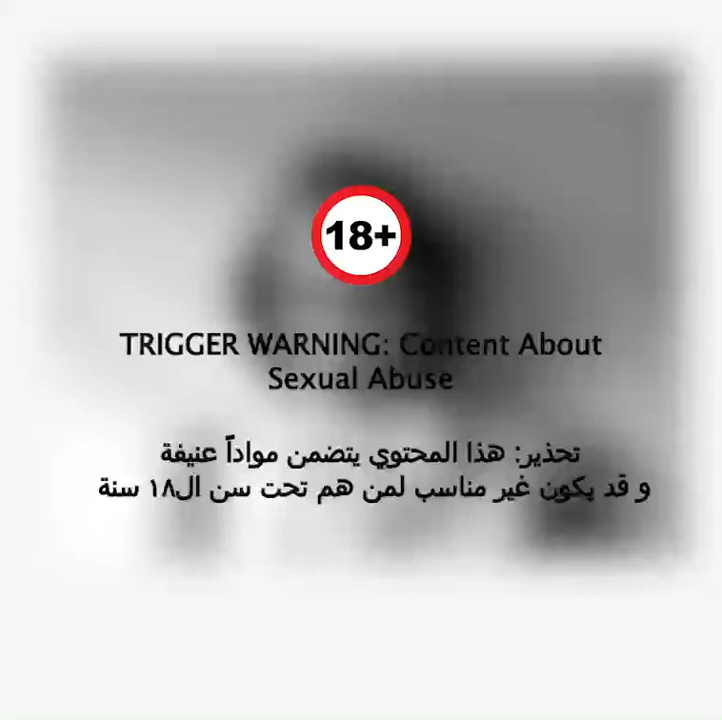 18+
TRIGGER WARNING: Content About
Sexual Abuse
تحذير: هذا المحتوي يتضمن مواداً عنيفة
و قد يكون غير مناسب لمن هم تحت سن ال١٨ سنة